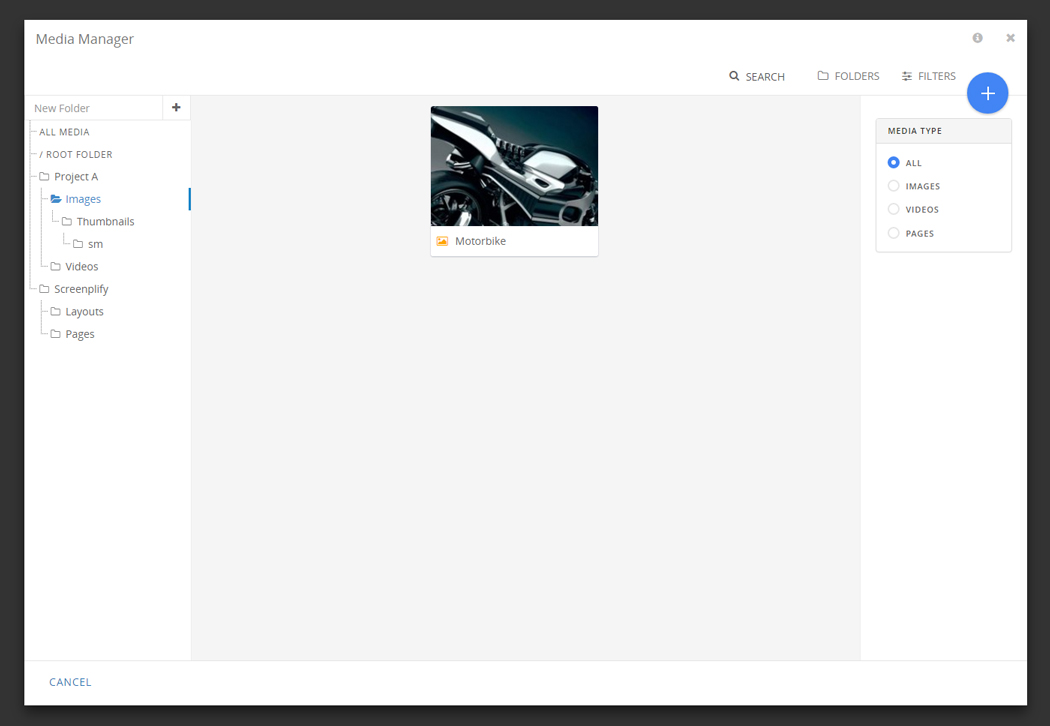 Media Manager
SEARCH
FOLDERS
FILTERS
New Folder
ALL MEDIA
/ ROOT FOLDER
Project A
Images
Thumbnails
sm
Videos
Screenplify
Layouts
Pages
Motorbike
MEDIA TYPE
ALL
IMAGES
VIDEOS
PAGES
CANCEL